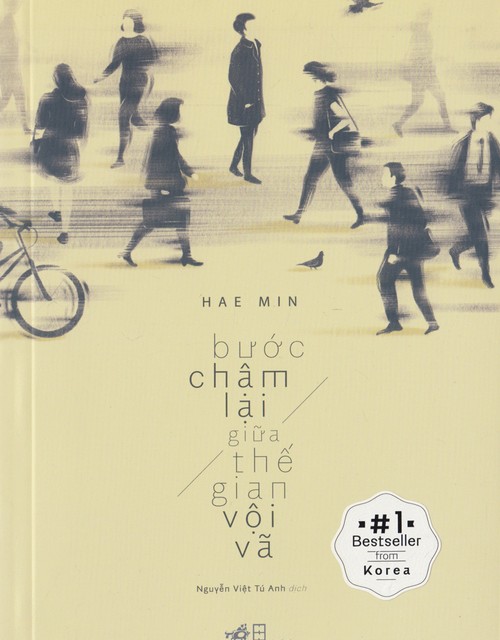 HAE MIN
bước
chậm
lại
giữa
thế
gian
vội
vã
#1
Bestseller
from
Korea
Nguyễn Việt Tú Anh dịch